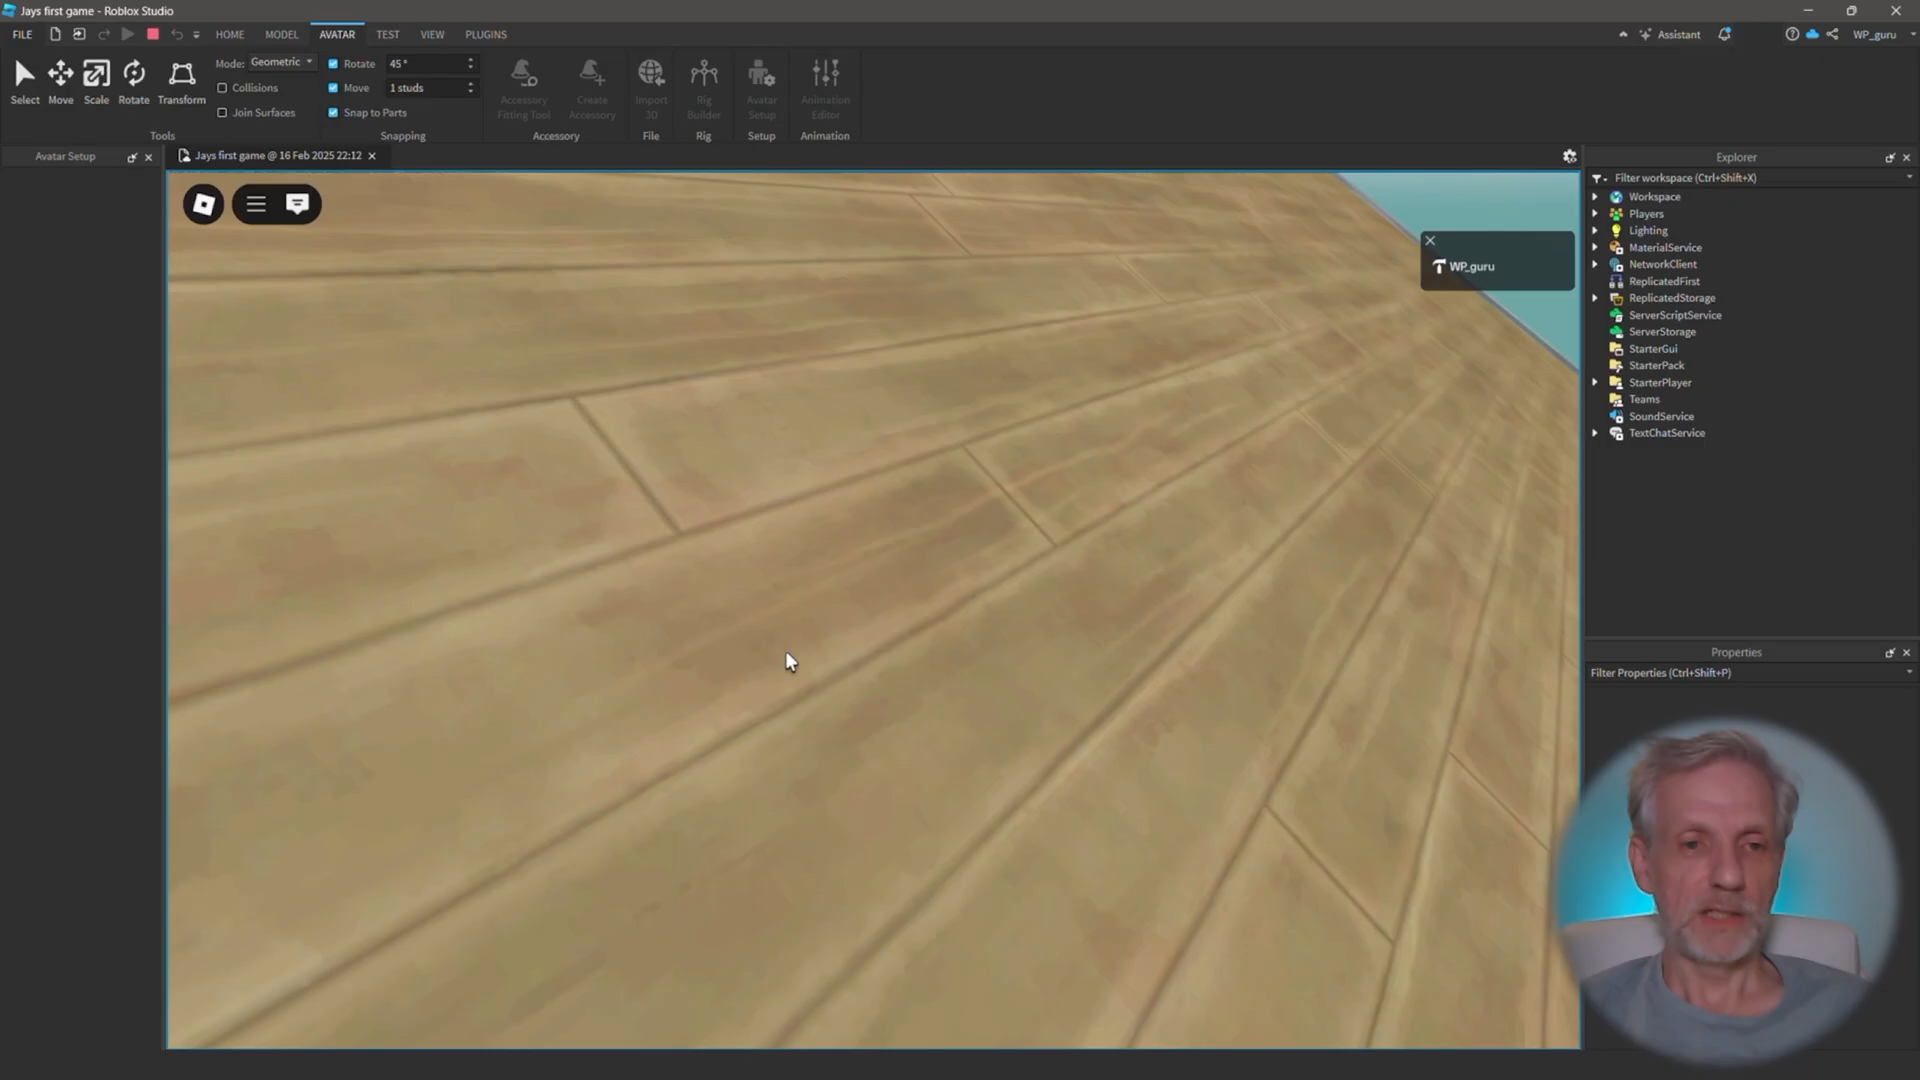 Jays first game - Roblox Studio
FILE
HOME
MODEL
AVATAR
TEST
VIEW
PLUGINS
Assistant
WP_guru
Select
Move
Scale
Rotate
Transform
Mode: Geometric
Collisions
Join Surfaces
Tools
Rotate 45 °
Move 1 studs
Snap to Parts
Snapping
Accessory
Fitting Tool
Create
Accessory
Accessory
Import
3D
File
Rig
Builder
Rig
Avatar
Setup
Setup
Animation
Editor
Animation
Avatar Setup
Jays first game @ 16 Feb 2025 22:12
WP_guru
Explorer
Filter workspace (Ctrl+Shift+X)
Workspace
Players
Lighting
MaterialService
NetworkClient
ReplicatedFirst
ReplicatedStorage
ServerScriptService
ServerStorage
StarterGui
StarterPack
StarterPlayer
Teams
SoundService
TextChatService
Properties
Filter Properties (Ctrl+Shift+P)